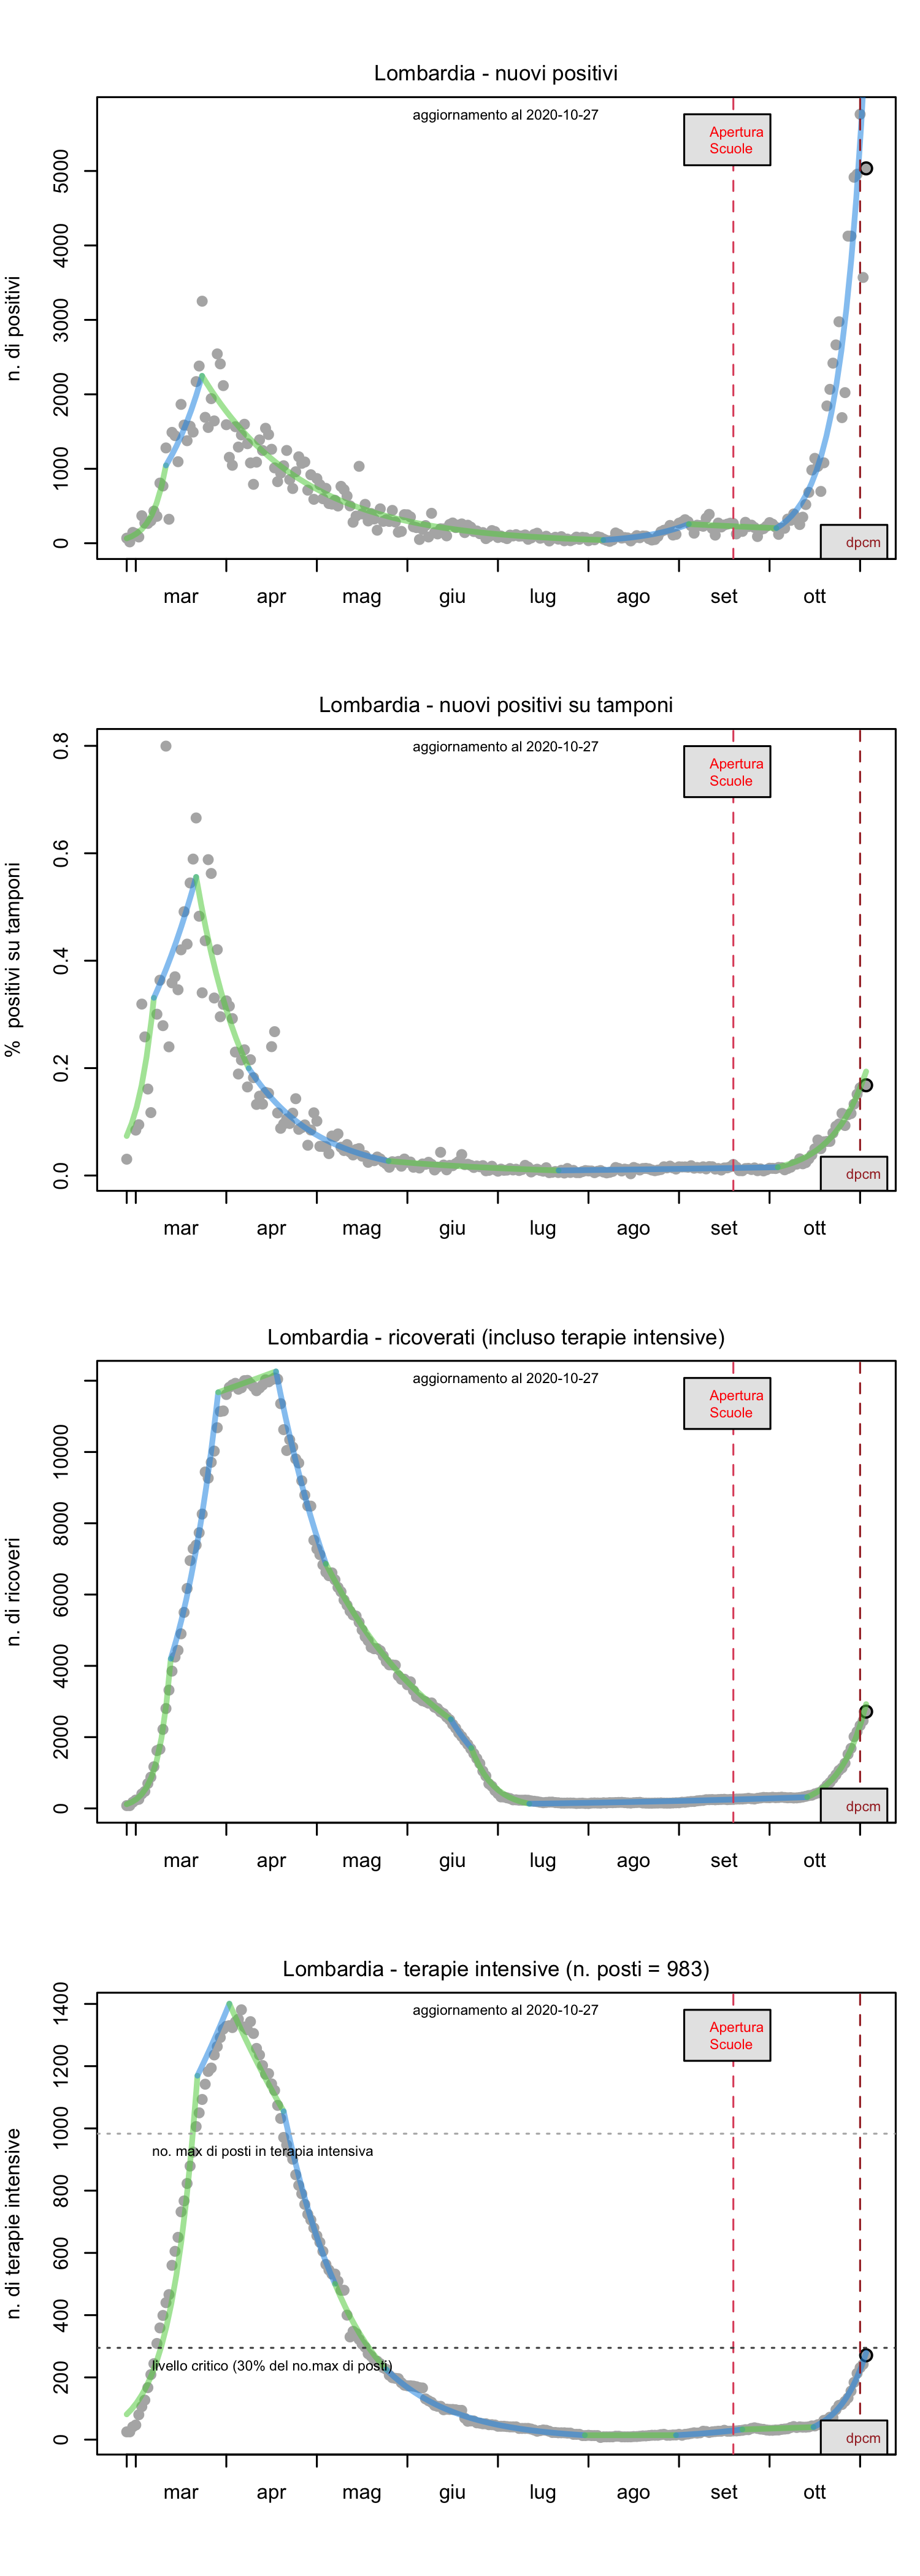 Lombardia - nuovi positivi
aggiornamento al 2020-10-27
Apertura
Scuole
n. di positivi
5000
4000
3000
2000
1000
0
dpcm
mar apr mag giu lug ago set ott
Lombardia - nuovi positivi su tamponi
aggiornamento al 2020-10-27
Apertura
Scuole
% positivi su tamponi
0.8
0.6
0.4
0.2
0.0
dpcm
mar apr mag giu lug ago set ott
Lombardia - ricoverati (incluso terapie intensive)
aggiornamento al 2020-10-27
Apertura
Scuole
n. di ricoveri
10000
8000
6000
4000
2000
0
dpcm
mar apr mag giu lug ago set ott
Lombardia - terapie intensive (n. posti = 983)
aggiornamento al 2020-10-27
Apertura
Scuole
n. di terapie intensive
1400
1200
1000
no. max di posti in terapia intensiva
800
600
400
livello critico (30% del no.max di posti)
200
0
dpcm
mar apr mag giu lug ago set ott